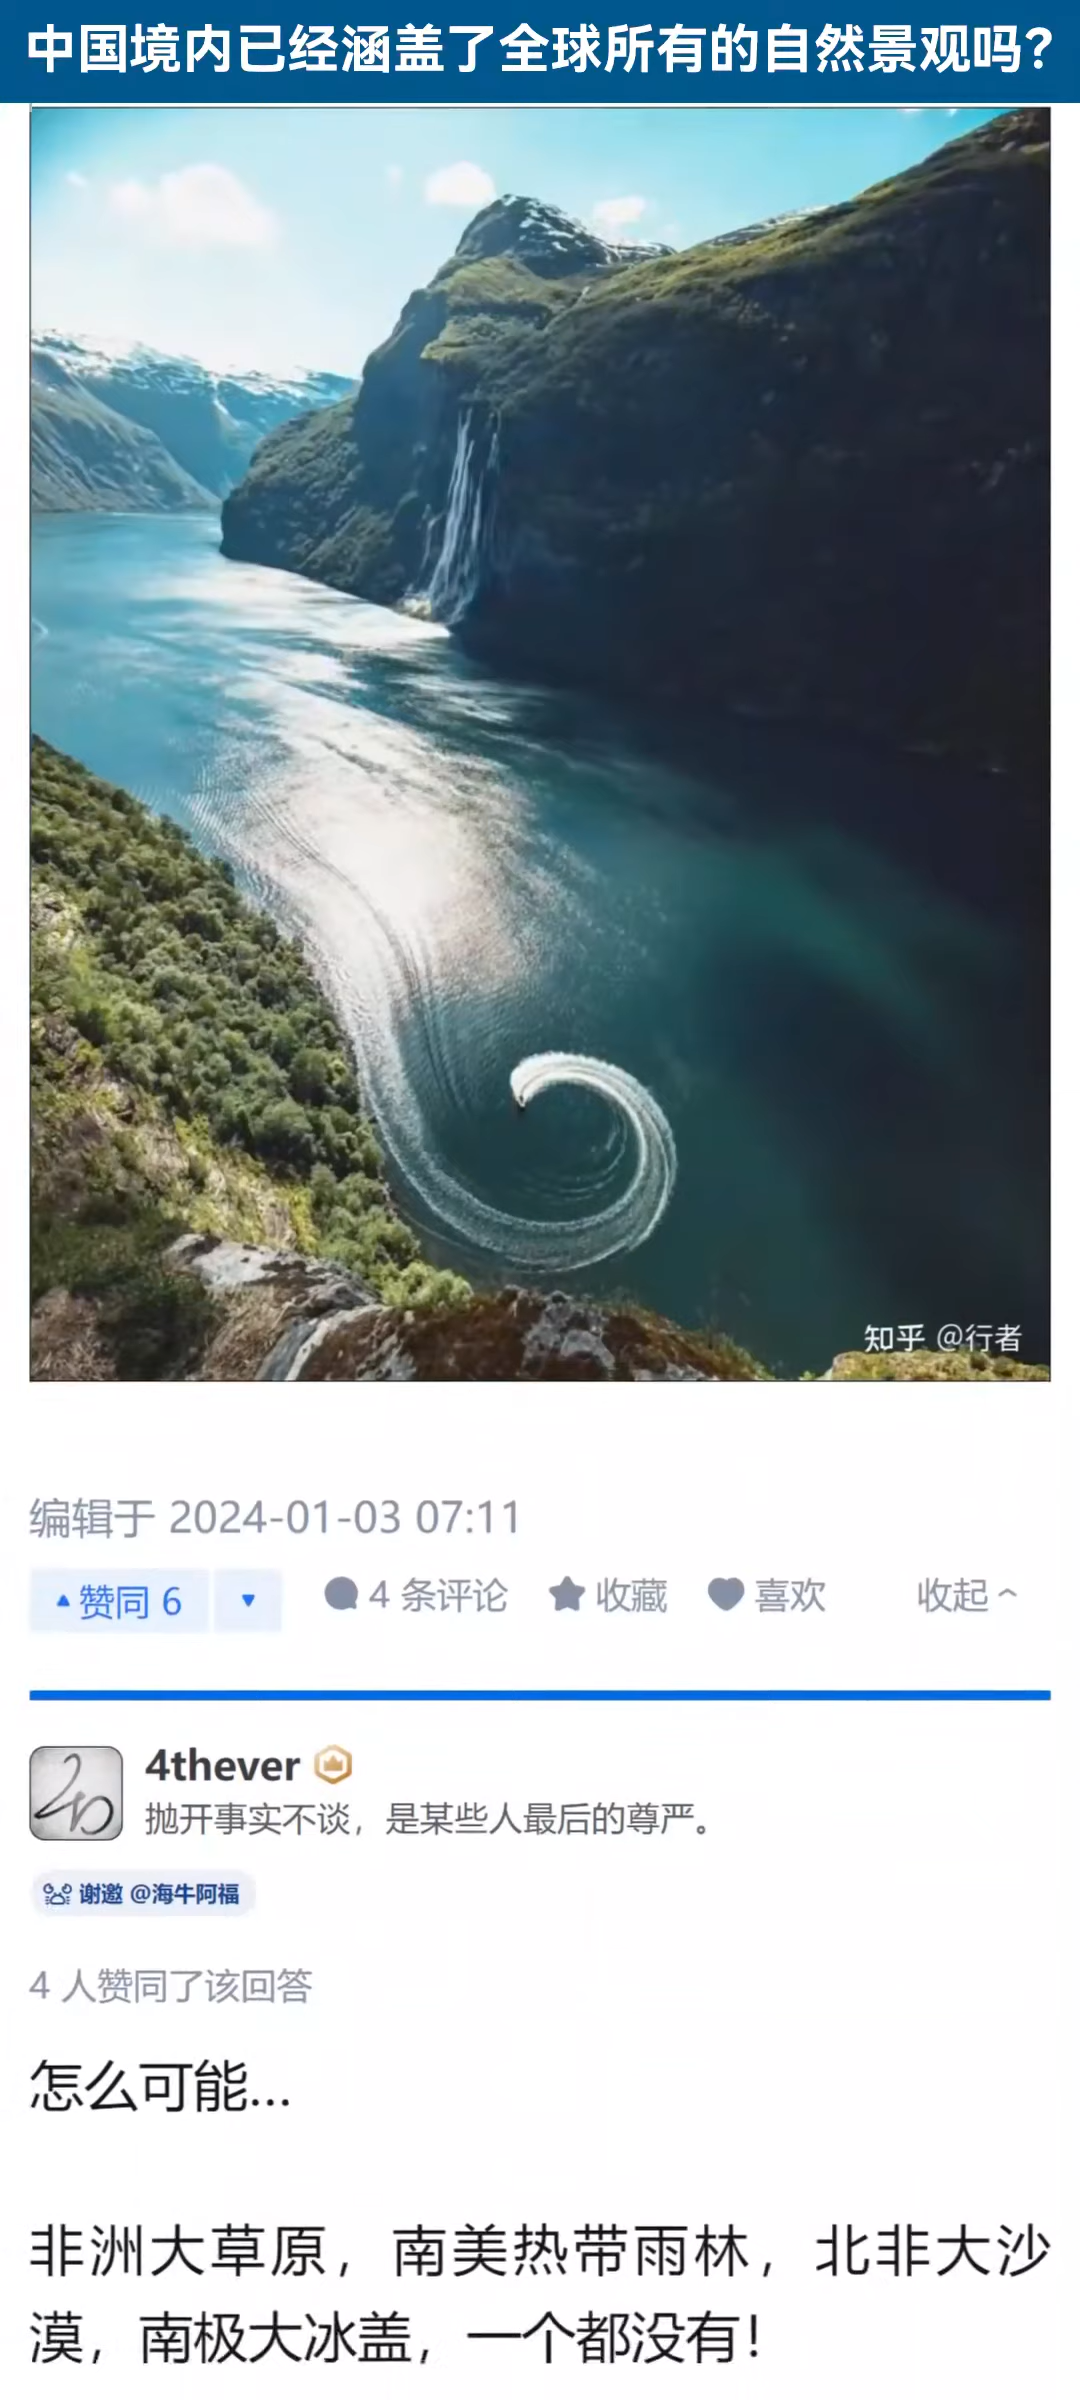 中国境内已经涵盖了全球所有的自然景观吗？
知乎 @行者
编辑于 2024-01-03 07:11
赞同 6
4 条评论
收藏
喜欢
收起
4thever
抛开事实不谈，是某些人最后的尊严。
谢邀 @海牛阿福
4 人赞同了该回答
怎么可能...
非洲大草原，南美热带雨林，北非大沙
漠，南极大冰盖，一个都没有！